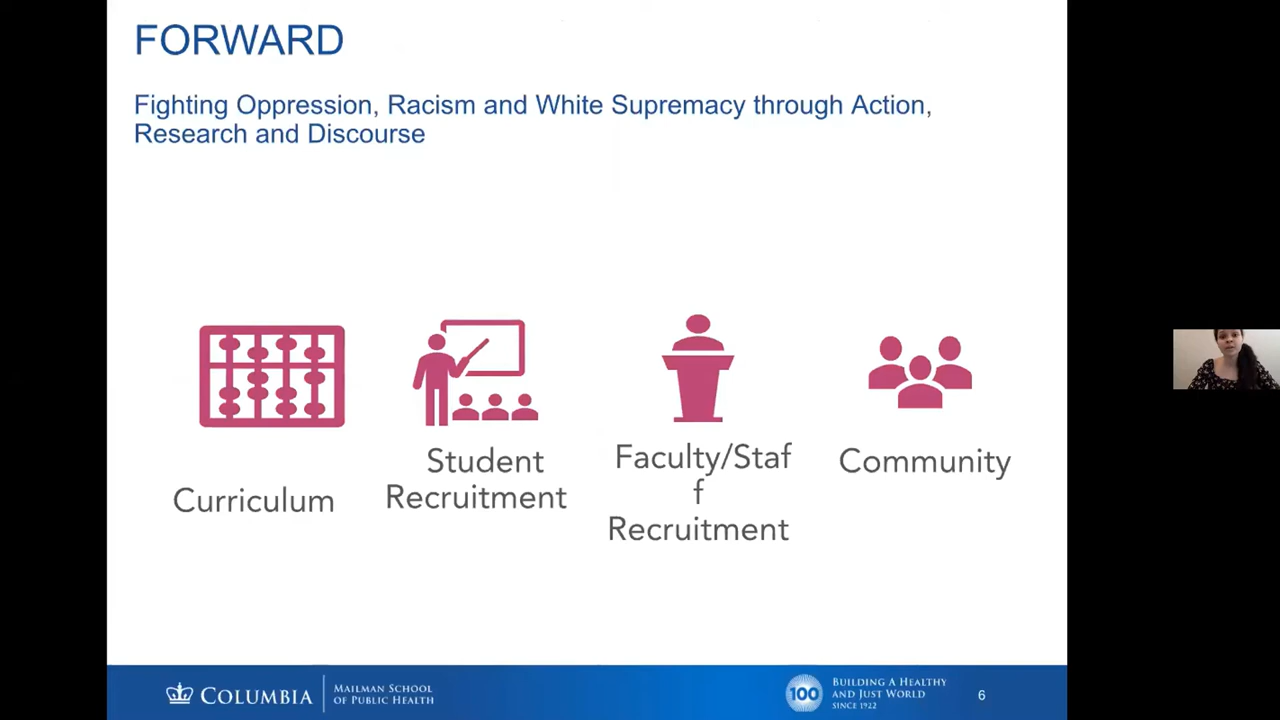 FORWARD
Fighting Oppression, Racism and White Supremacy through Action,
Research and Discourse
Curriculum
Student
Recruitment
Faculty/Staf
f
Recruitment
Community
COLUMBIA
MAILMAN SCHOOL
OF PUBLIC HEALTH
100
BUILDING A HEALTHY
AND JUST WORLD
SINCE 1922
6